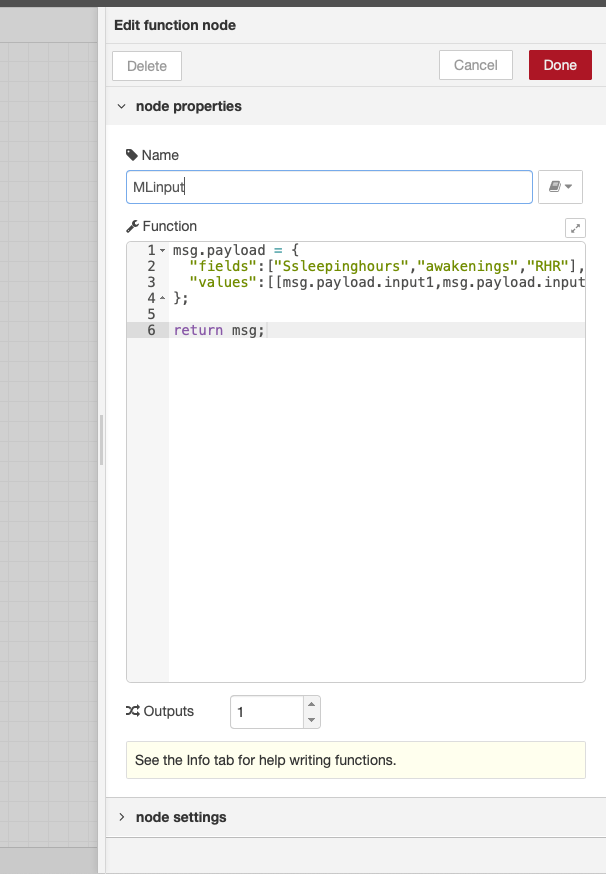 Edit function node
Delete
Cancel
Done
node properties
Name
MLinput
Function
1 msg.payload = {
2 "fields":["Ssleepinghours","awakenings","RHR"],
3 "values":[[msg.payload.input1,msg.payload.input
4 };
5
6 return msg;
Outputs
1
See the Info tab for help writing functions.
node settings